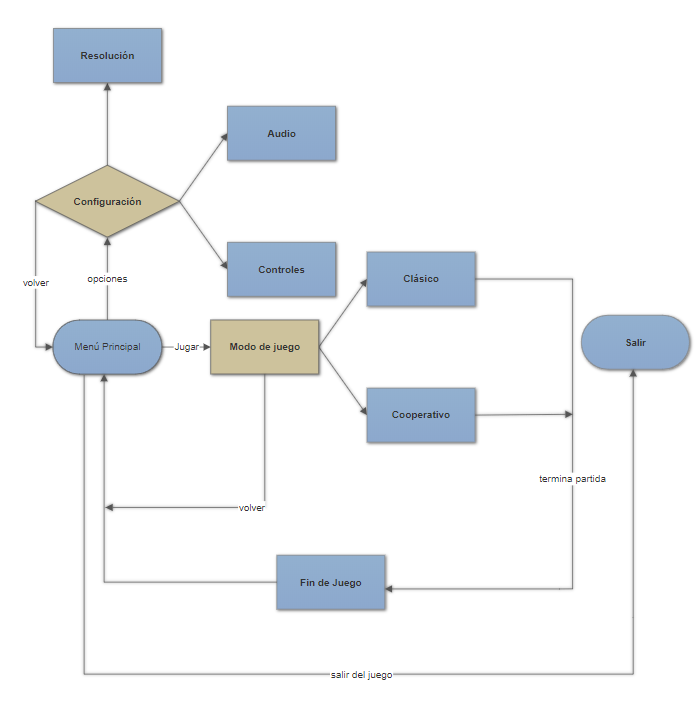 Resolución
Audio
Configuración
Controles
opciones
volver
Clásico
Menú Principal
Jugar
Modo de juego
Salir
Cooperativo
termina partida
volver
Fin de Juego
salir del juego